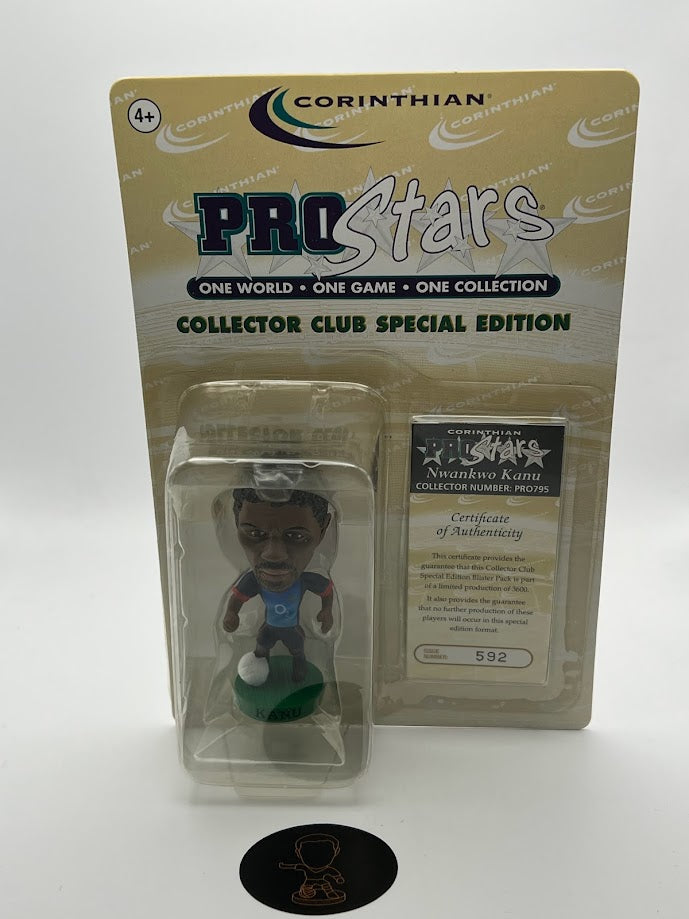 4+
CORINTHIAN®
PROStars
ONE WORLD • ONE GAME • ONE COLLECTION
COLLECTOR CLUB SPECIAL EDITION
CORINTHIAN
PROStars
Nwankwo Kanu
COLLECTOR NUMBER: PRO795
Certificate
of Authenticity
This certificate provides the
guarantee that this Collector Club
Special Edition Blister Pack is part
of a limited production of 3600.
It also provides the guarantee
that no further production of these
players will occur in this special
edition format.
ISSUE
NUMBER:
592
O2
KANU